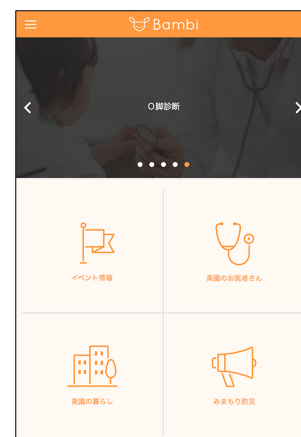 Bambi
O脚診断
イベント情報
美園のお医者さん
美園の暮らし
みまもり防災